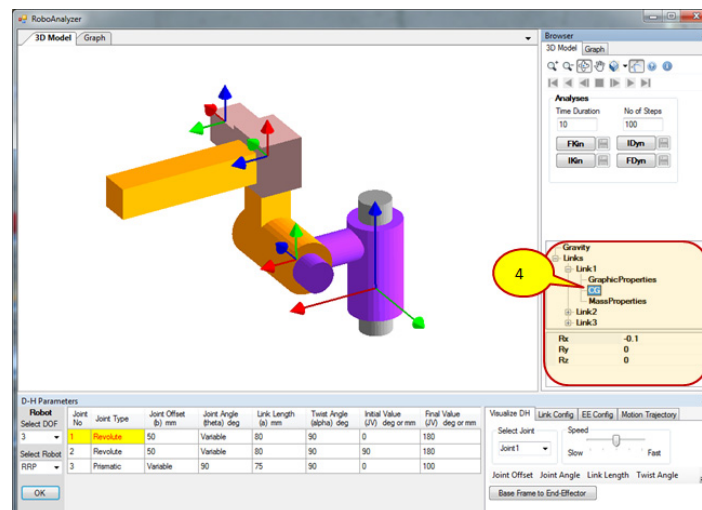 RoboAnalyzer
3D Model Graph
Browser
3D Model Graph
Analyses
Time Duration No of Steps
10 100
FKin IDyn
IKin FDyn
Gravity
Links
Link1
GraphicProperties
CG
MassProperties
Link2
Link3
4
Rx -0.1
Ry 0
Rz 0
D-H Parameters
Robot
Select DOF
3
Select Robot
RRP
OK
Joint No Joint Type Joint Offset (b) mm Joint Angle (theta) deg Link Length (a) mm Twist Angle (alpha) deg Initial Value (JV) deg or mm Final Value (JV) deg or mm
1 Revolute 50 Variable 80 90 0 180
2 Revolute 50 Variable 80 90 90 180
3 Prismatic Variable 90 75 90 0 100
Visualize DH Link Config EE Config Motion Trajectory
Select Joint Speed
Joint1
Slow Fast
Joint Offset Joint Angle Link Length Twist Angle
Base Frame to End-Effector